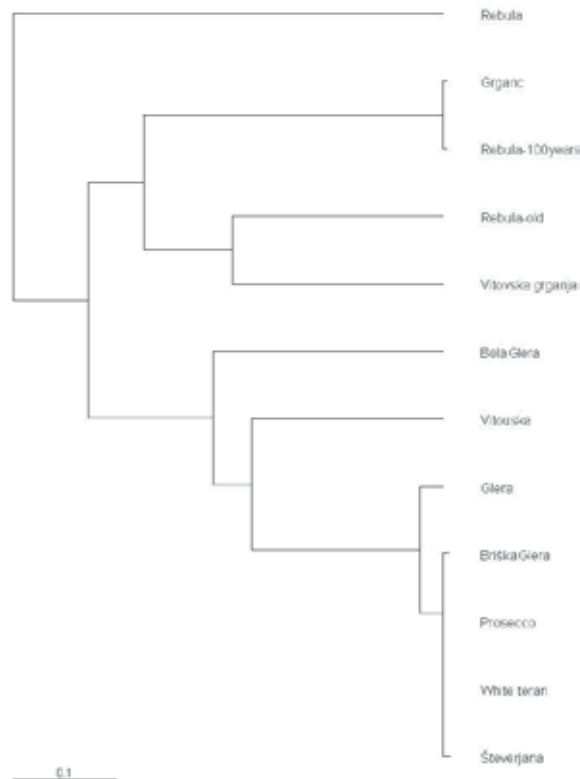 Rebula
Grganc
Rebula-100years
Rebula-old
Vitovska grganja
Bela Glera
Vitouska
Glera
Briška Glera
Prosecco
White teran
Števerjana
0.1